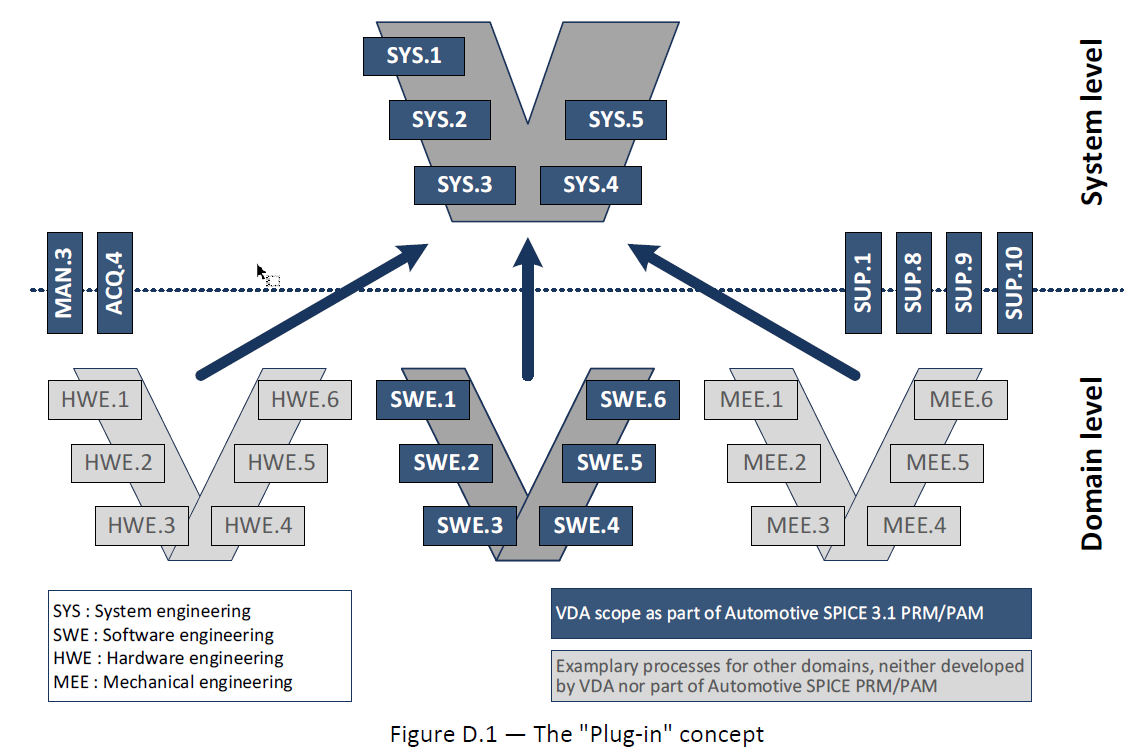 SYS.1
SYS.2
SYS.5
SYS.3
SYS.4
System level
MAN.3
ACQ.4
SUP.1
SUP.8
SUP.9
SUP.10
HWE.1
HWE.6
SWE.1
SWE.6
MEE.1
MEE.6
HWE.2
HWE.5
SWE.2
SWE.5
MEE.2
MEE.5
HWE.3
HWE.4
SWE.3
SWE.4
MEE.3
MEE.4
Domain level
SYS : System engineering
SWE : Software engineering
HWE : Hardware engineering
MEE : Mechanical engineering
VDA scope as part of Automotive SPICE 3.1 PRM/PAM
Examplary processes for other domains, neither developed
by VDA nor part of Automotive SPICE PRM/PAM
Figure D.1 — The "Plug-in" concept